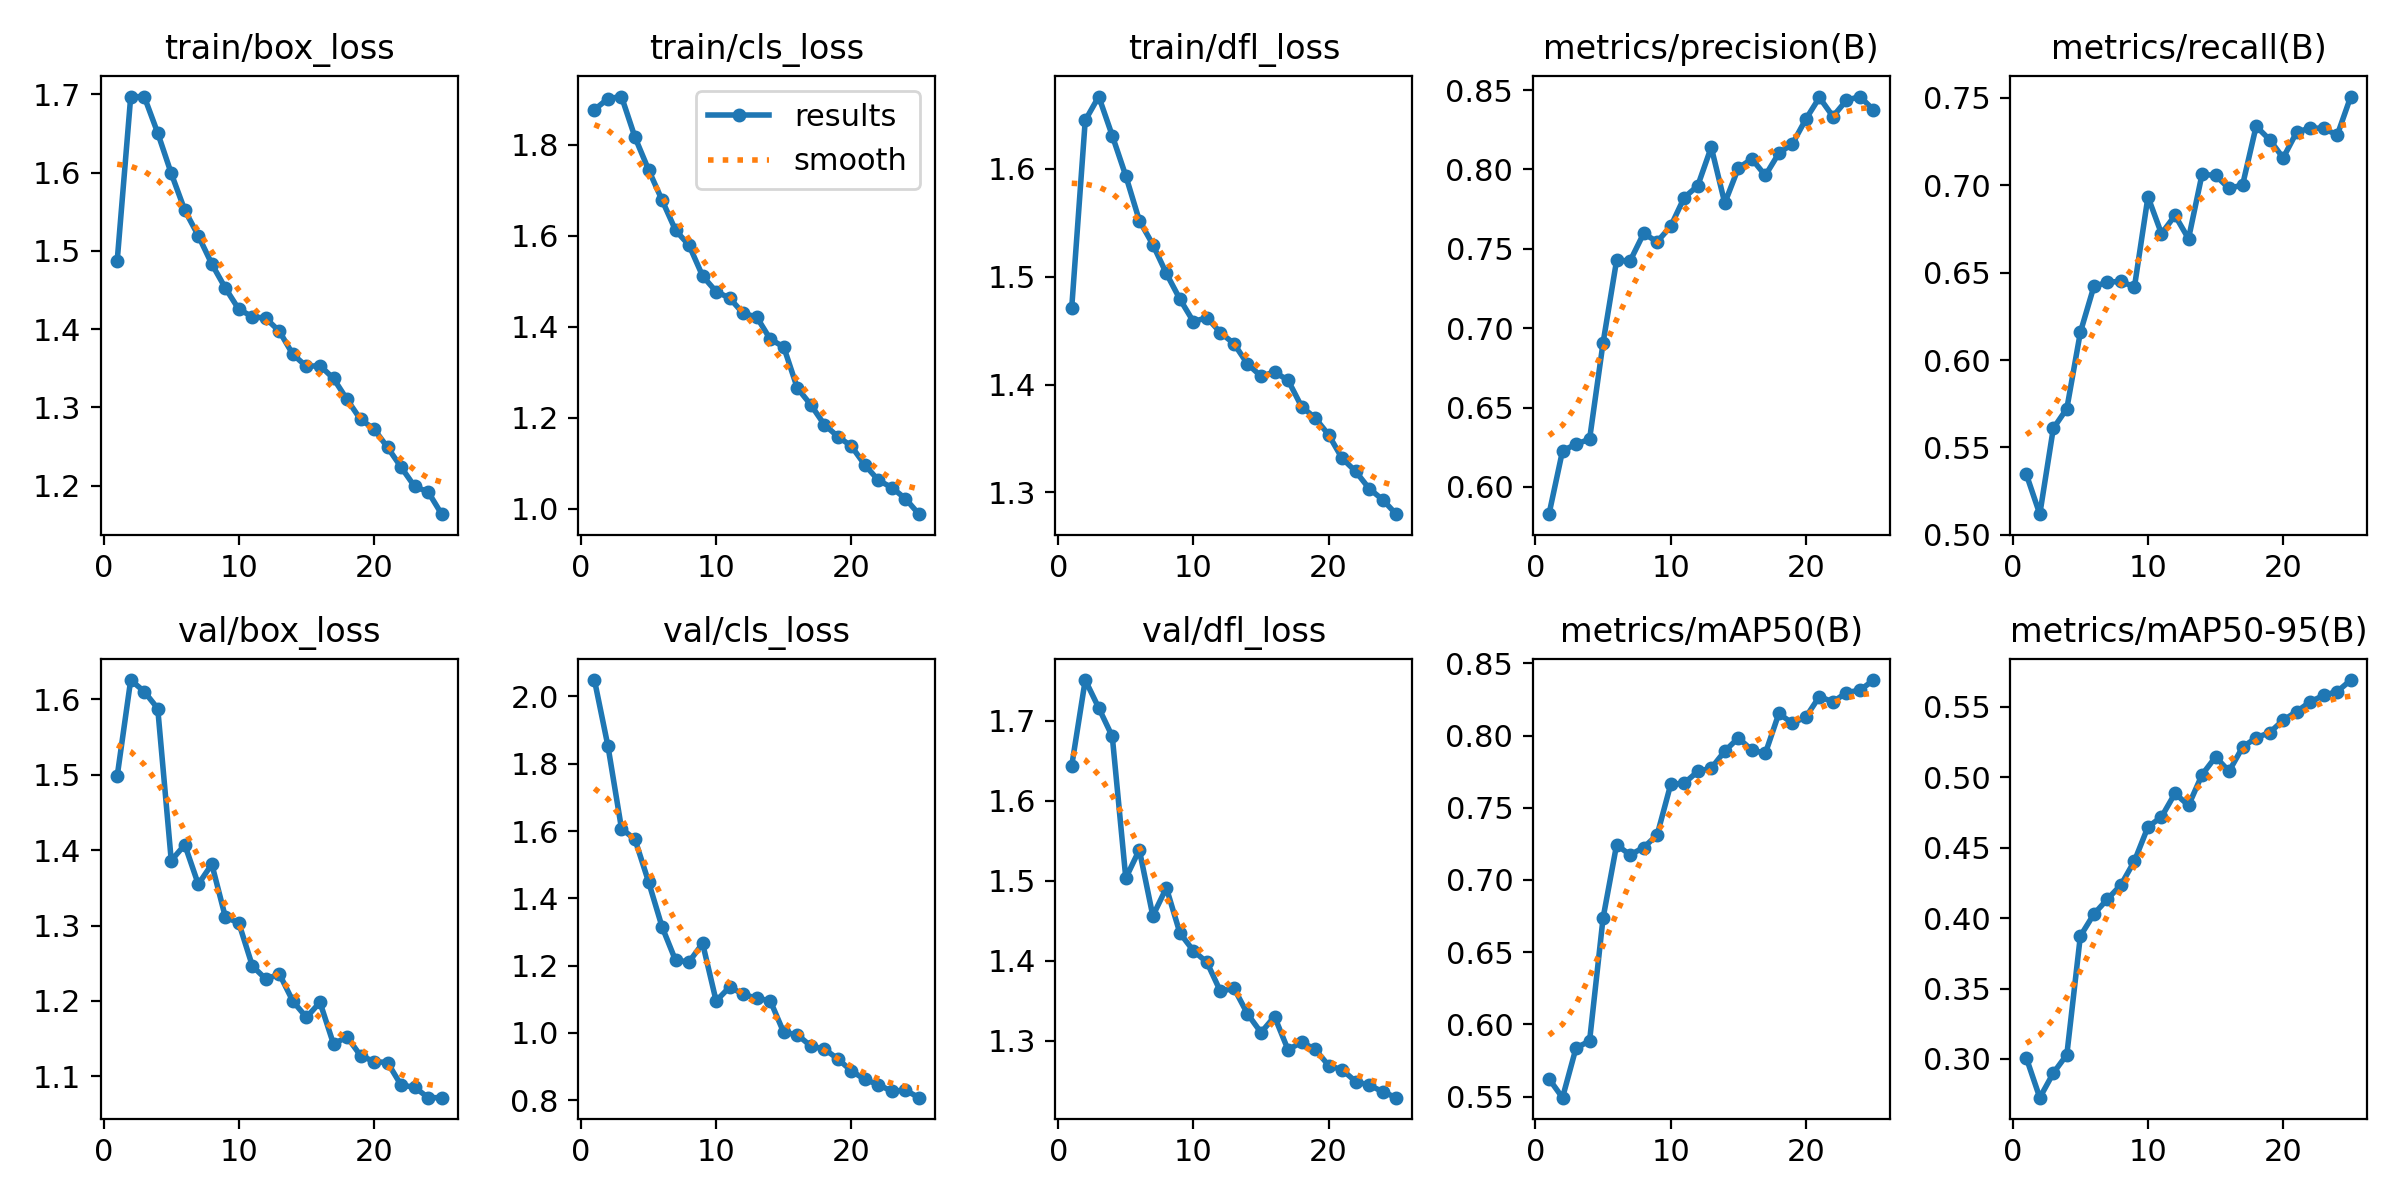 train/box_loss
1.7
1.6
1.5
1.4
1.3
1.2
0 10 20
train/cls_loss
results
smooth
1.8
1.6
1.4
1.2
1.0
0 10 20
train/dfl_loss
1.6
1.5
1.4
1.3
0 10 20
metrics/precision(B)
0.85
0.80
0.75
0.70
0.65
0.60
0 10 20
metrics/recall(B)
0.75
0.70
0.65
0.60
0.55
0.50
0 10 20
val/box_loss
1.6
1.5
1.4
1.3
1.2
1.1
0 10 20
val/cls_loss
2.0
1.8
1.6
1.4
1.2
1.0
0.8
0 10 20
val/dfl_loss
1.7
1.6
1.5
1.4
1.3
0 10 20
metrics/mAP50(B)
0.85
0.80
0.75
0.70
0.65
0.60
0.55
0 10 20
metrics/mAP50-95(B)
0.55
0.50
0.45
0.40
0.35
0.30
0 10 20